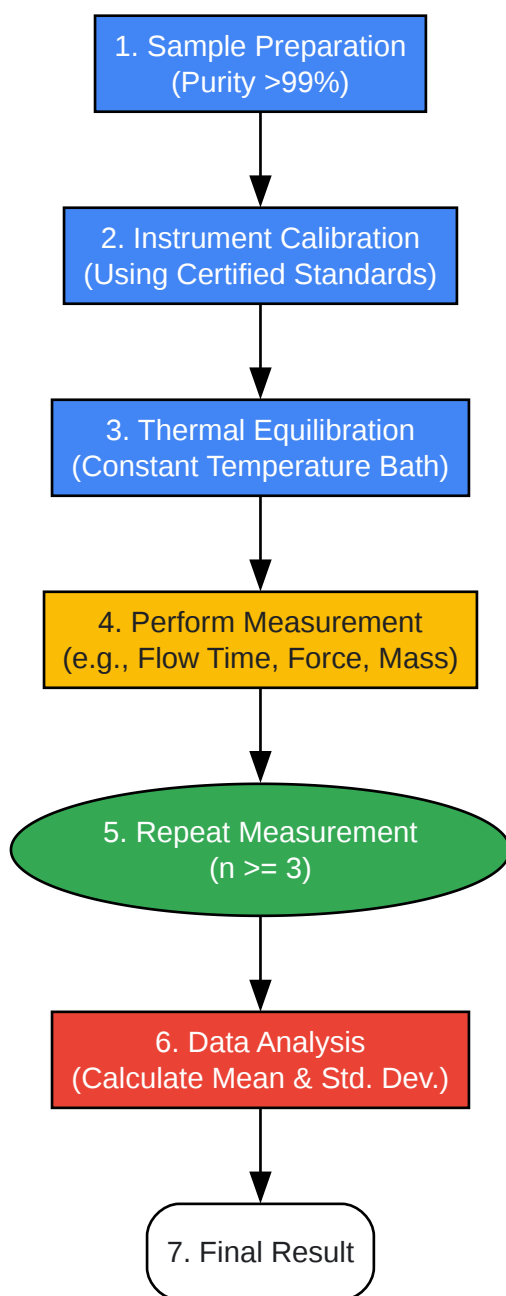 1. Sample Preparation
(Purity >99%)
2. Instrument Calibration
(Using Certified Standards)
3. Thermal Equilibration
(Constant Temperature Bath)
4. Perform Measurement
(e.g., Flow Time, Force, Mass)
5. Repeat Measurement
(n >= 3)
6. Data Analysis
(Calculate Mean & Std. Dev.)
7. Final Result